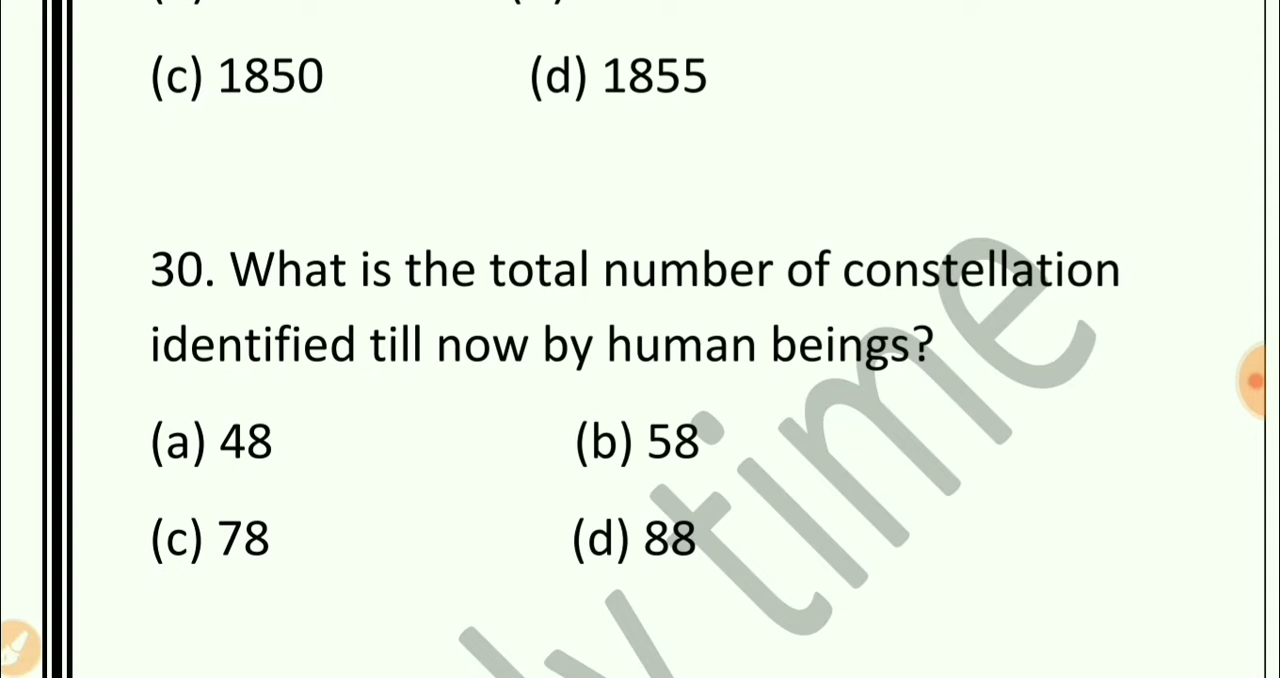 (c) 1850 (d) 1855
30. What is the total number of constellation
identified till now by human beings?
(a) 48 (b) 58
(c) 78 (d) 88
time